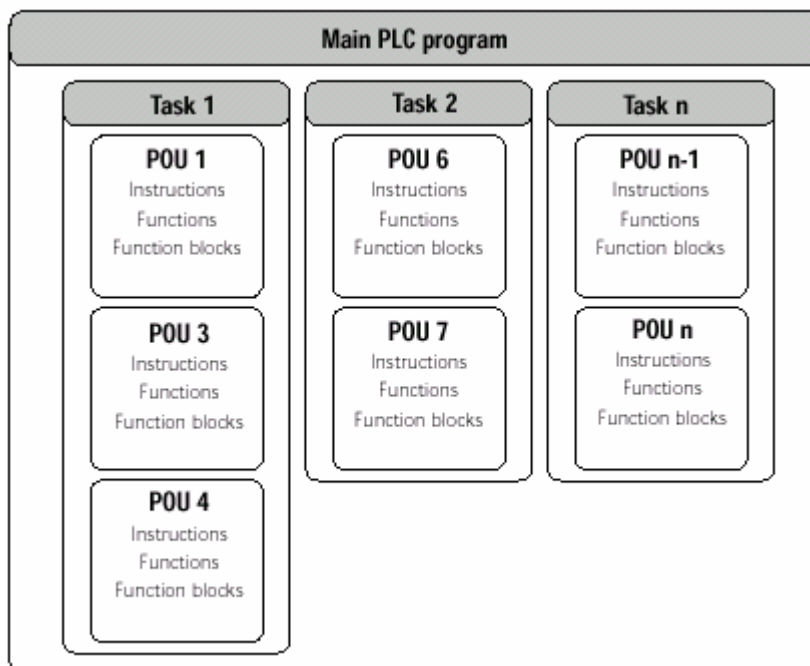 Main PLC program
Task 1
POU 1
Instructions
Functions
Function blocks
POU 3
Instructions
Functions
Function blocks
POU 4
Instructions
Functions
Function blocks
Task 2
POU 6
Instructions
Functions
Function blocks
POU 7
Instructions
Functions
Function blocks
Task n
POU n-1
Instructions
Functions
Function blocks
POU n
Instructions
Functions
Function blocks